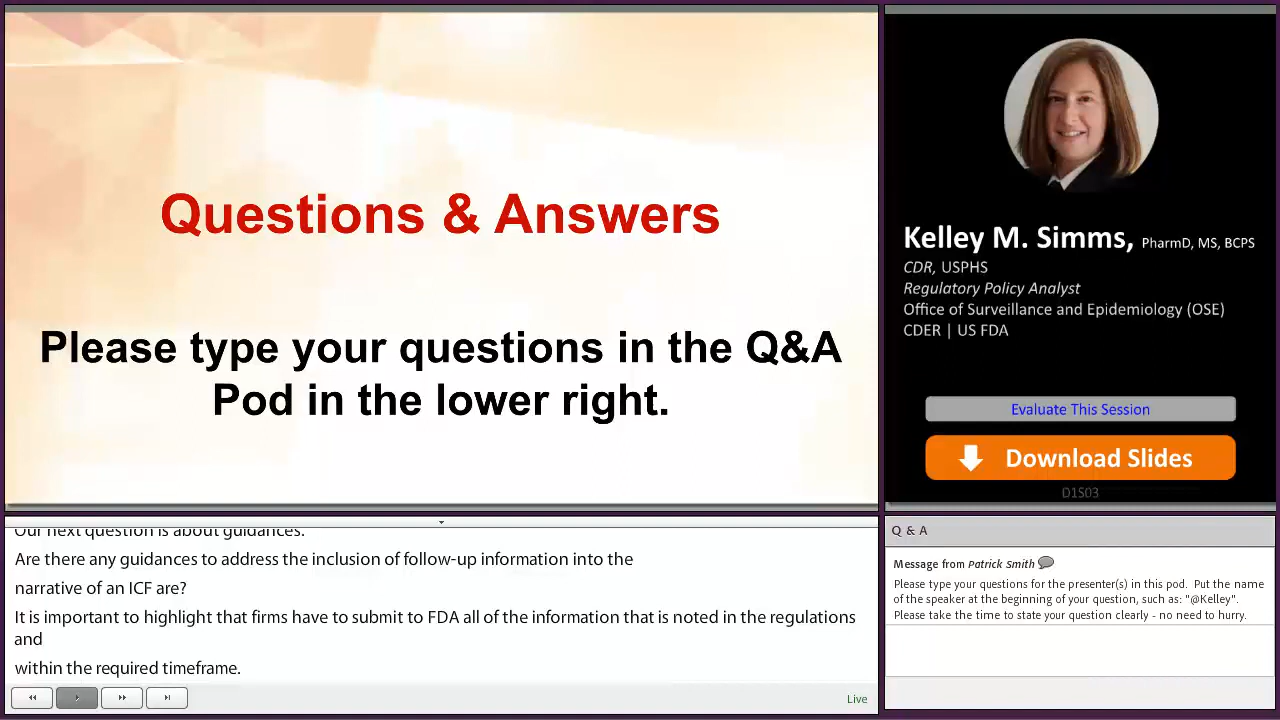 Questions & Answers
Please type your questions in the Q&A
Pod in the lower right.
Kelley M. Simms, PharmD, MS, BCPS
CDR, USPHS
Regulatory Policy Analyst
Office of Surveillance and Epidemiology (OSE)
CDER | US FDA
Evaluate This Session
Download Slides
D1S03
Our next question is about guidances.
Are there any guidances to address the inclusion of follow-up information into the
narrative of an ICF are?
It is important to highlight that firms have to submit to FDA all of the information that is noted in the regulations
and
within the required timeframe.
Live
Q & A
Message from Patrick Smith
Please type your questions for the presenter(s) in this pod. Put the name
of the speaker at the beginning of your question, such as: "@Kelley".
Please take the time to state your question clearly - no need to hurry.